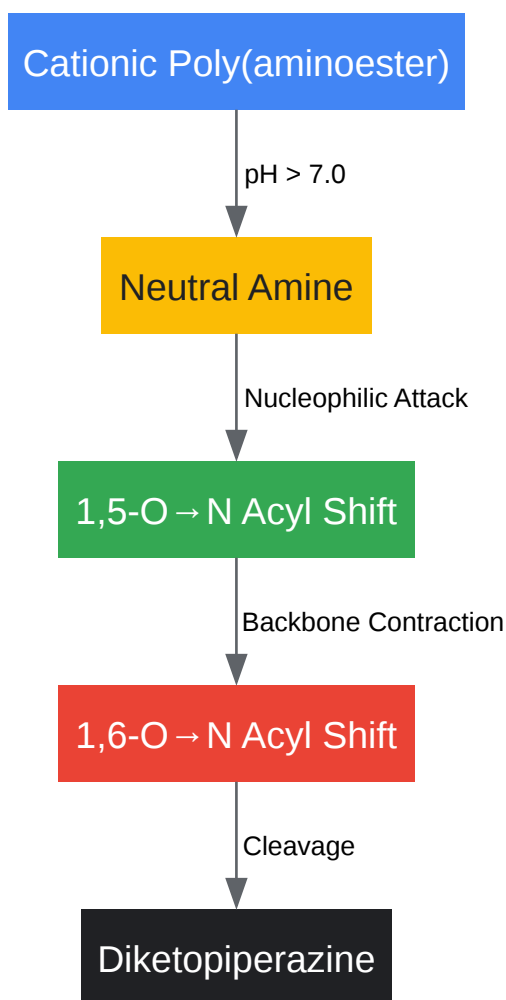 Cationic Poly(aminoester)
pH > 7.0
Neutral Amine
Nucleophilic Attack
1,5-O→N Acyl Shift
Backbone Contraction
1,6-O→N Acyl Shift
Cleavage
Diketopiperazine